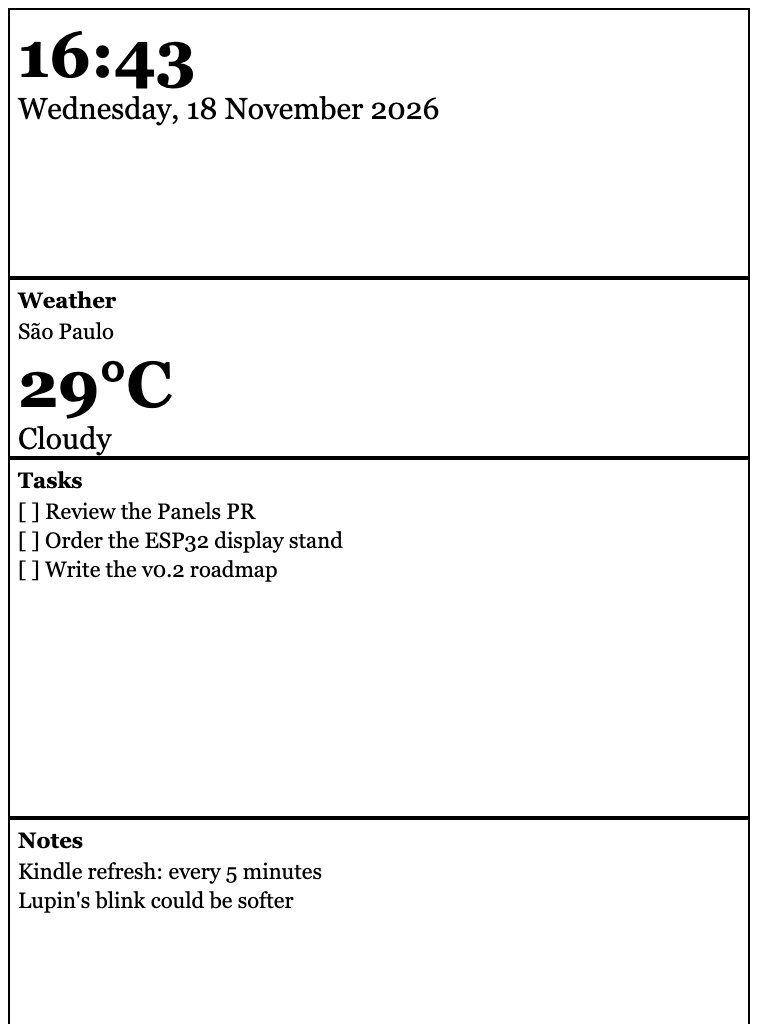 16:43
Wednesday, 18 November 2026
Weather
São Paulo
29°C
Cloudy
Tasks
[ ] Review the Panels PR
[ ] Order the ESP32 display stand
[ ] Write the v0.2 roadmap
Notes
Kindle refresh: every 5 minutes
Lupin's blink could be softer